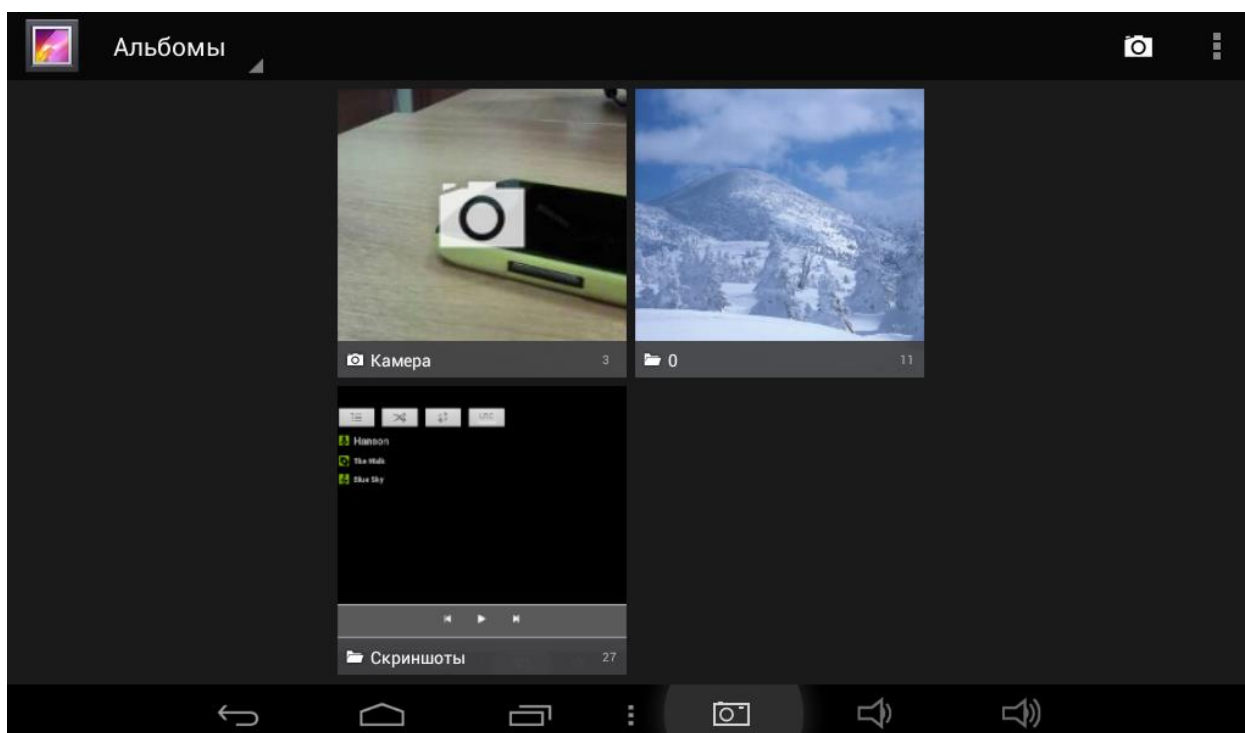 Альбомы
Камера 3
0 11
Hanson
The Walk
Blue Sky
Скриншоты 27